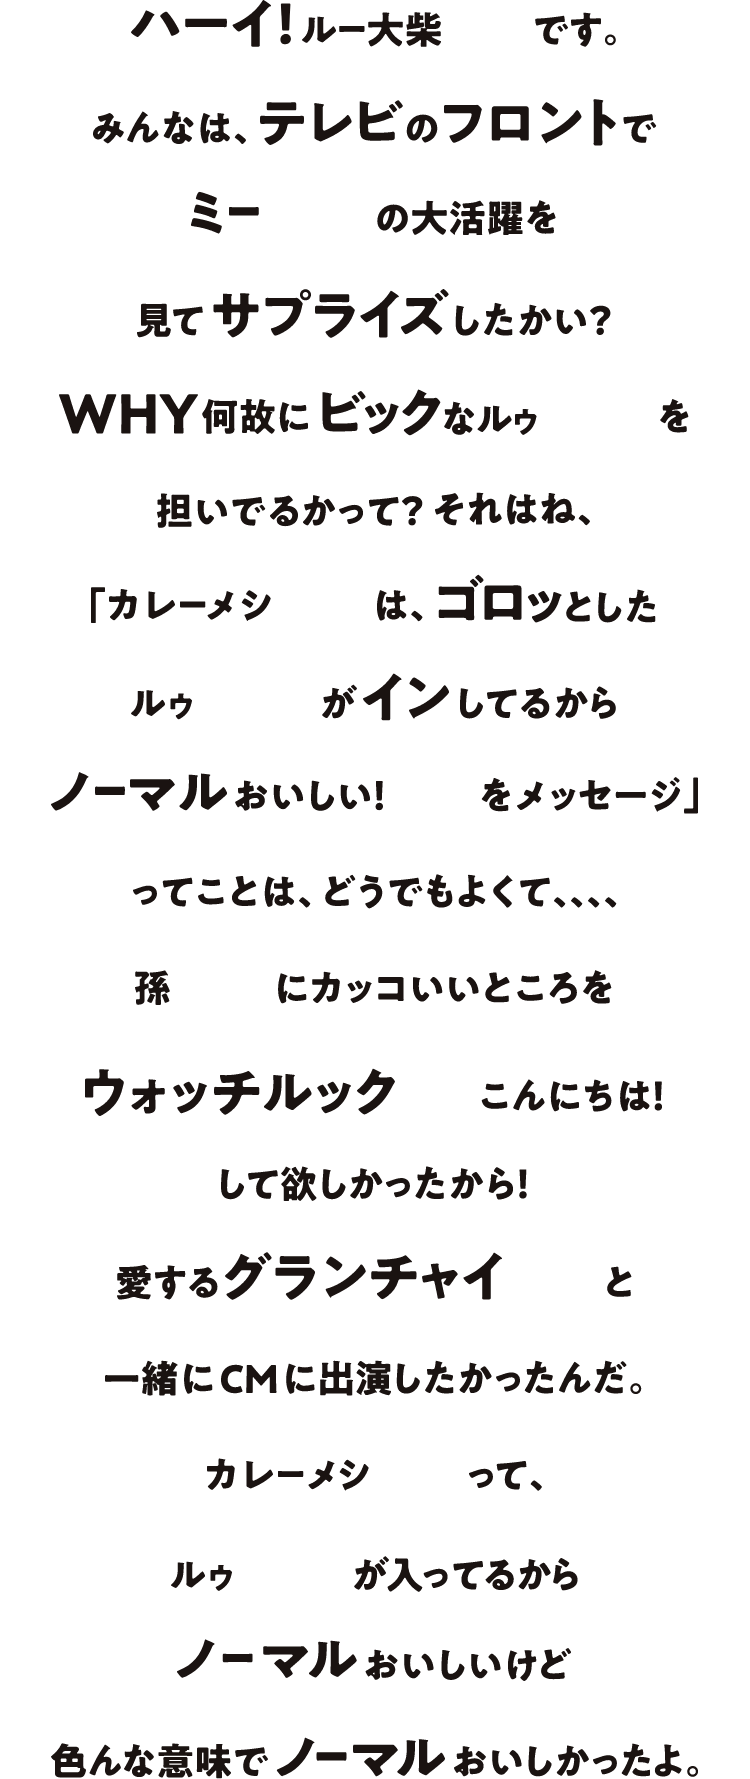 ハーイ!ルー大柴 です。
みんなは、テレビのフロントで
ミー の大活躍を
見てサプライズしたかい?
WHY何故にビックなルゥ を
担いでるかって?それはね、
「カレーメシ は、ゴロツとした
ルゥ がインしてるから
ノーマルおいしい! をメッセージ」
ってことは、どうでもよくて、、、、
孫 にカッコいいところを
ウォッチルック こんにちは!
して欲しかったから!
愛するグランチャイ と
一緒にCMに出演したかったんだ。
カレーメシ って、
ルゥ が入ってるから
ノーマルおいしいけど
色んな意味でノーマルおいしかったよ。